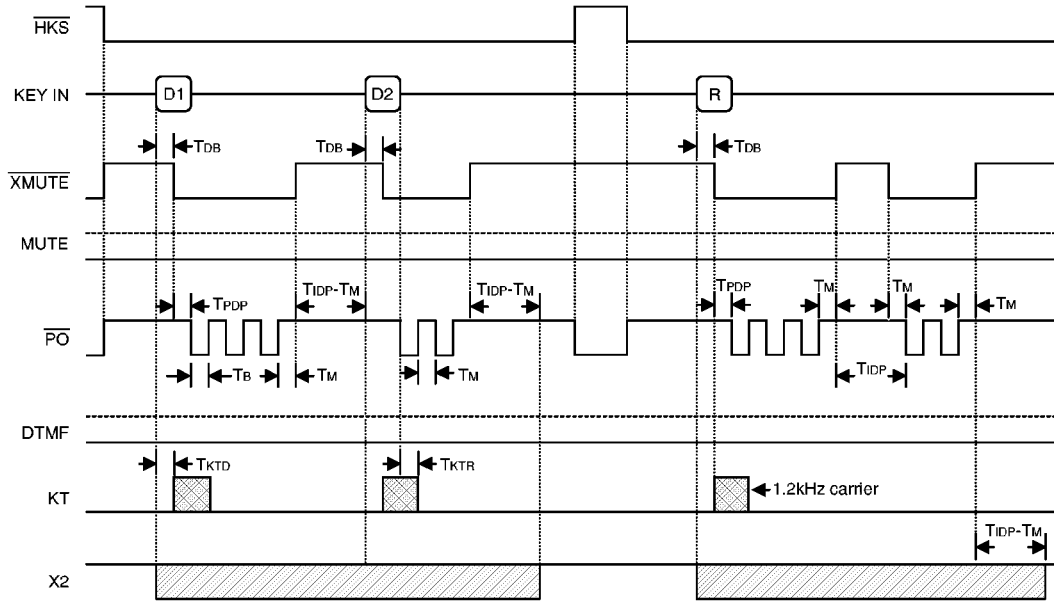 HKS
KEY IN D1 D2 R
TDB TDB TDB
XMUTE
MUTE
TPDP TIDP-TM TIDP-TM TPDP TM TM TM
PO
TB TM TM TIDP
DTMF
TKTD TKTR
KT 1.2kHz carrier
TIDP-TM
X2